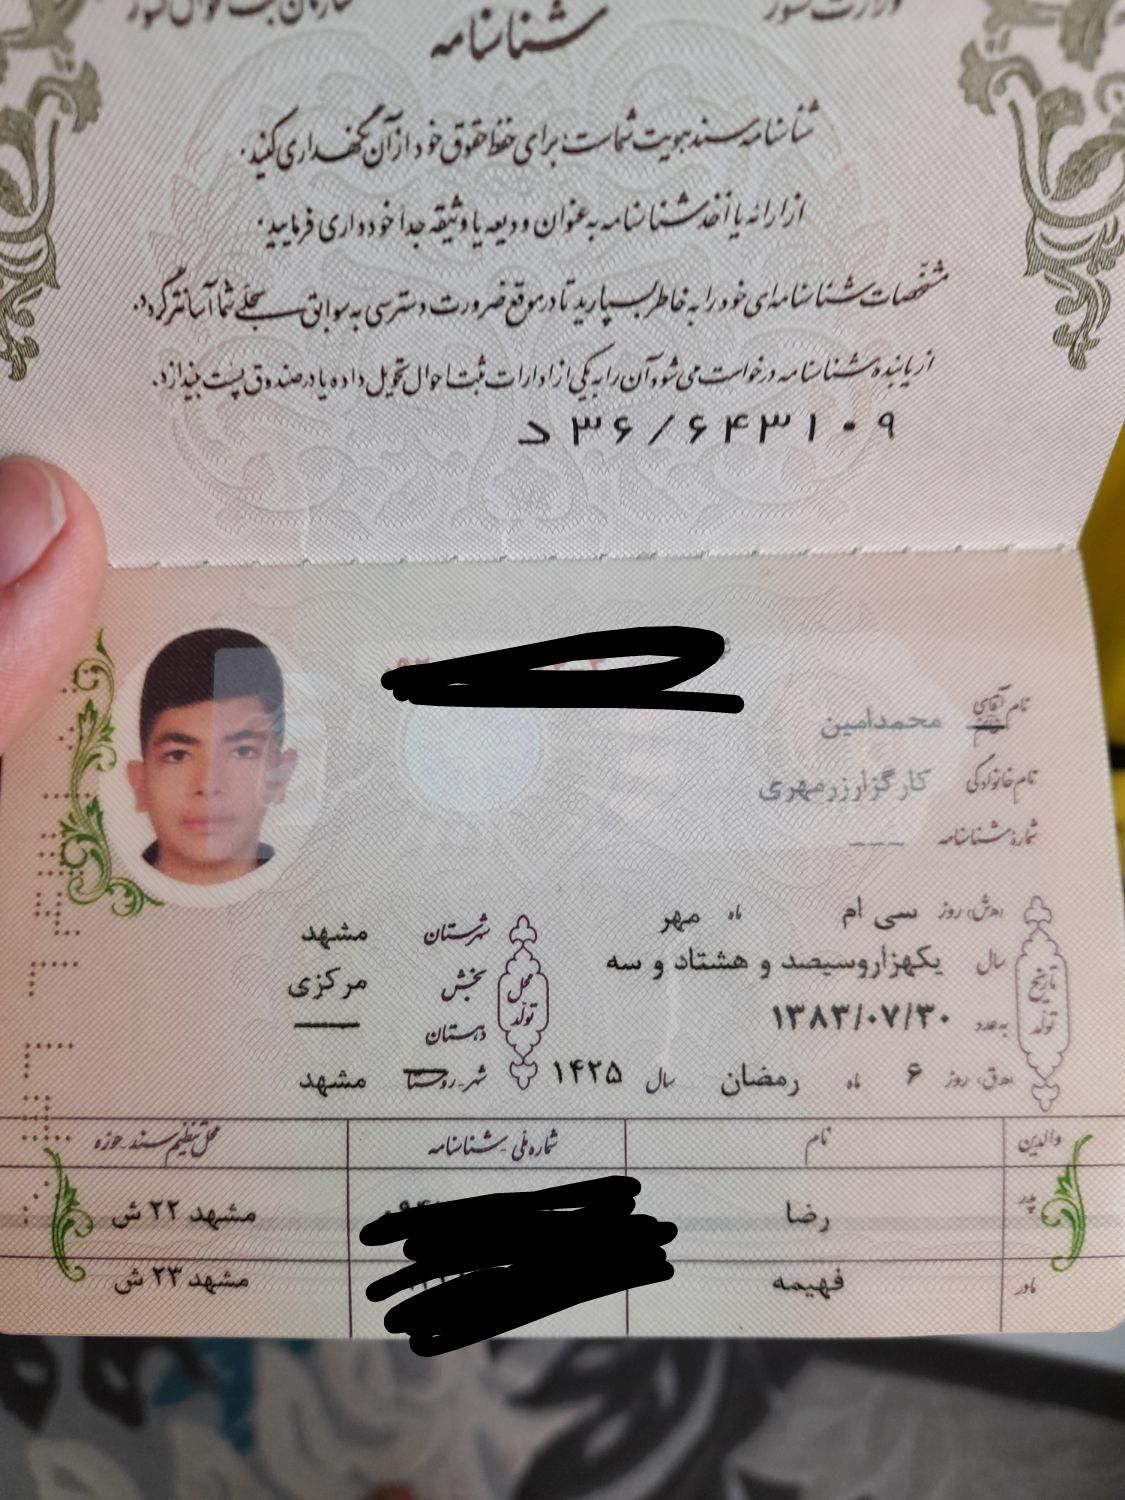 شناسنامه
شناسنامه سند هویت شماست برای حفظ حقوق خود از آن نگهداری کنید.
از ارائه یا اخذ شناسنامه به عنوان ودیعه یا وثیقه جدا خودداری فرمایید.
مشخصات شناسنامه‌ای خود را به خاطر بسپارید تا در موقع ضرورت دسترسی به سوابق سجلی شما آسانتر گردد.
از یابنده شناسنامه درخواست می‌شود آن را به یکی از ادارات ثبت احوال تحویل داده یا در صندوق پست بیندازد.
د ۳۶/۶۴۳۱۰۹
نام آقای محمدامین
نام خانوادگی کارگزارزرمهری
شماره شناسنامه ---
تاریخ تولد
(ه‍.ش) روز سی ام ماه مهر
سال یکهزاروسیصد و هشتاد و سه
به عدد ۱۳۸۳/۰۷/۳۰
(ه‍.ق) روز ۶ ماه رمضان سال ۱۴۲۵
محل تولد
شهرستان مشهد
بخش مرکزی
دهستان ——
شهر-روستا مشهد
والدین نام شماره ملی - شناسنامه محل تنظیم سند - حوزه
پدر رضا مشهد ۲۲ ش
مادر فهیمه مشهد ۲۳ ش